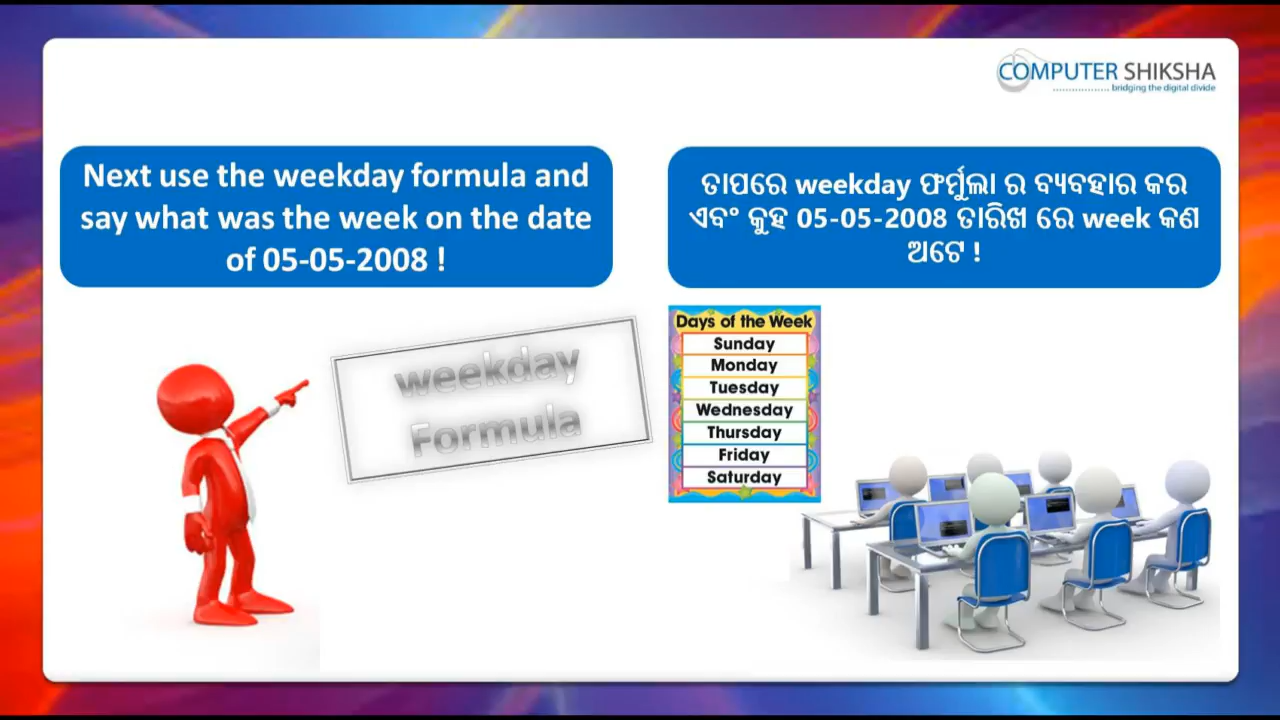 COMPUTER SHIKSHA
bridging the digital divide
Next use the weekday formula and
say what was the week on the date
of 05-05-2008 !
ତାପରେ weekday ଫର୍ମୁଲା ର ବ୍ୟବହାର କର
ଏବଂ କୁହ 05-05-2008 ତାରିଖ ରେ week କଣ
ଅଟେ !
weekday
Formula
Days of the Week
Sunday
Monday
Tuesday
Wednesday
Thursday
Friday
Saturday